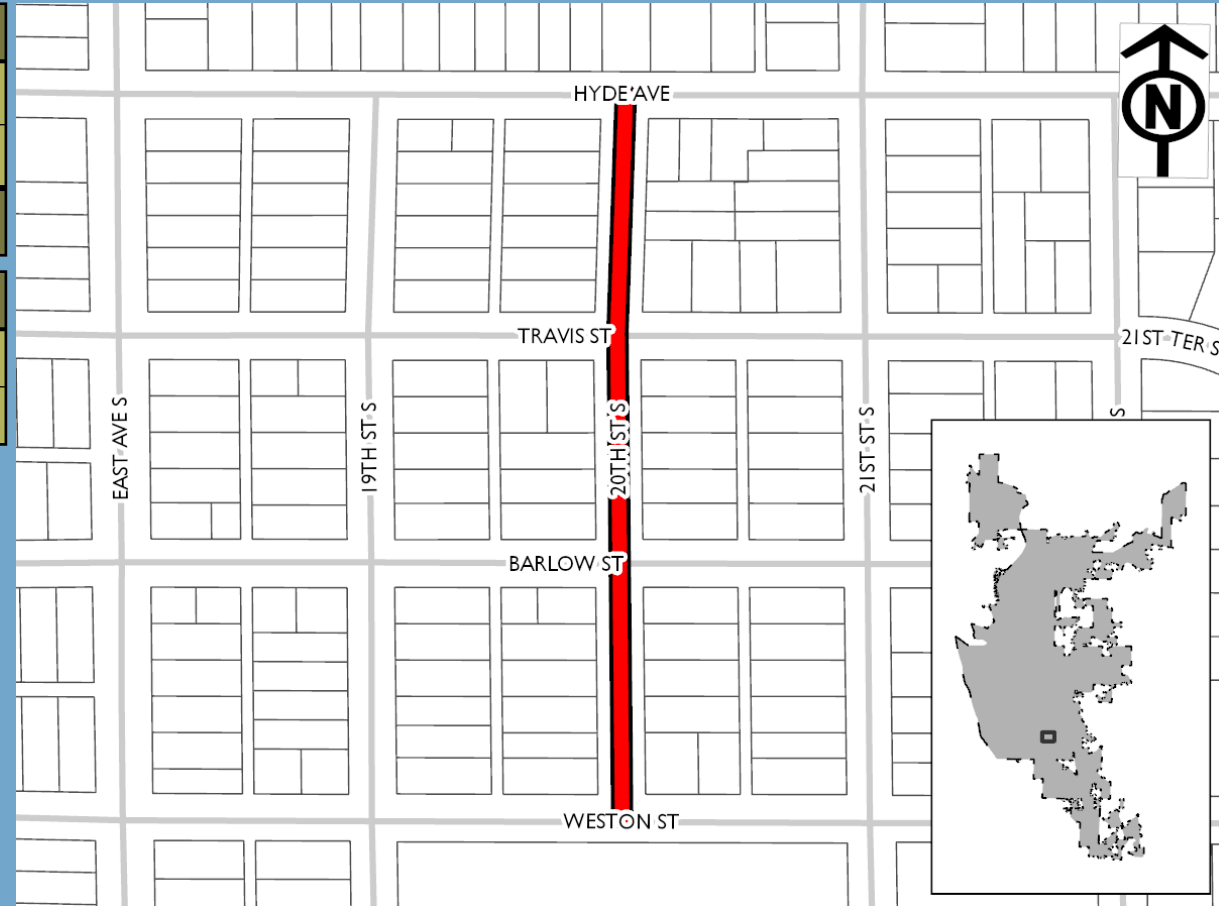 HYDE AVE
N
TRAVIS ST
21ST TER S
EAST AVE S
19TH ST S
20TH ST S
21ST ST S
S
BARLOW ST
WESTON ST